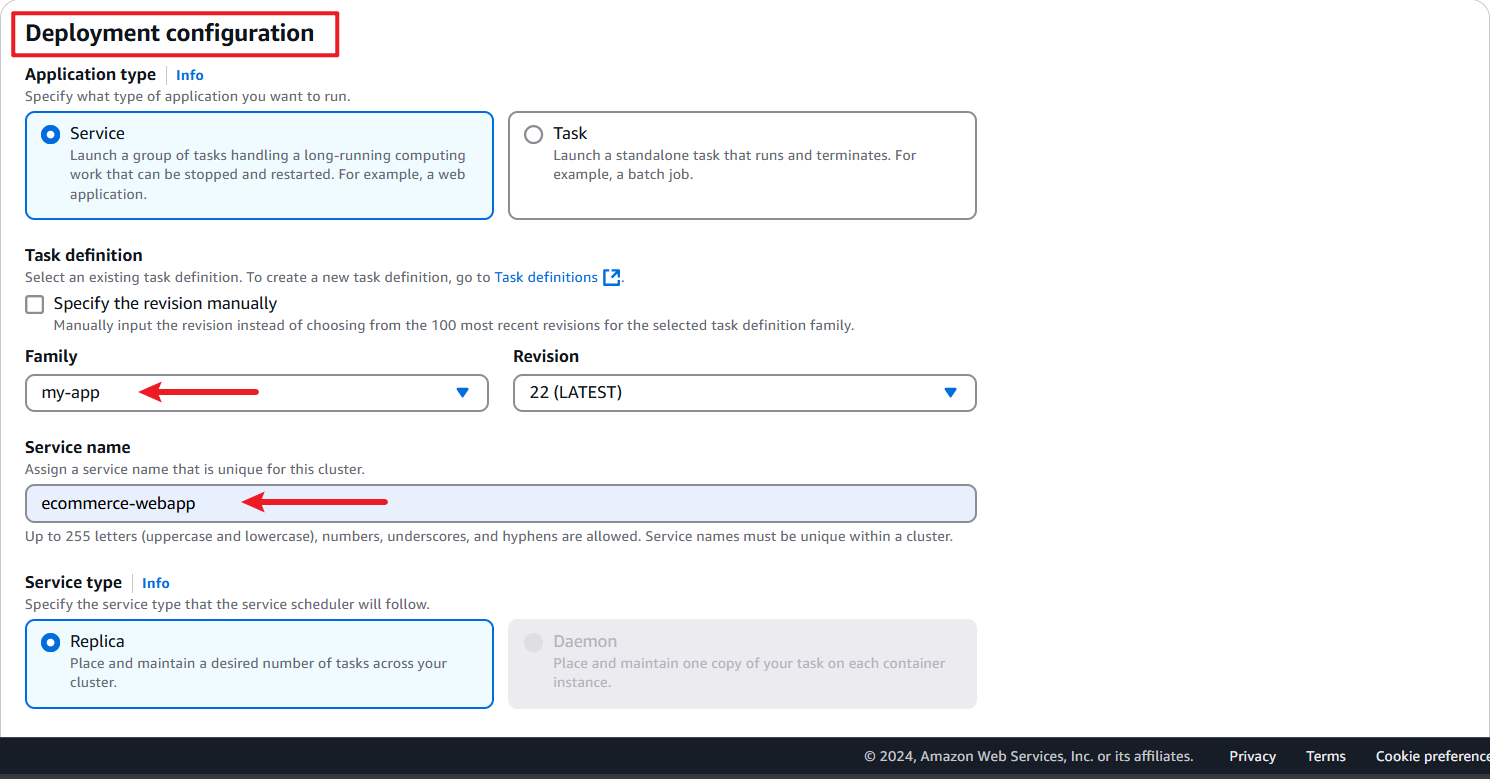 Deployment configuration
Application type Info
Specify what type of application you want to run.
Service
Launch a group of tasks handling a long-running computing
work that can be stopped and restarted. For example, a web
application.
Task
Launch a standalone task that runs and terminates. For
example, a batch job.
Task definition
Select an existing task definition. To create a new task definition, go to Task definitions.
Specify the revision manually
Manually input the revision instead of choosing from the 100 most recent revisions for the selected task definition family.
Family
my-app
Revision
22 (LATEST)
Service name
Assign a service name that is unique for this cluster.
ecommerce-webapp
Up to 255 letters (uppercase and lowercase), numbers, underscores, and hyphens are allowed. Service names must be unique within a cluster.
Service type Info
Specify the service type that the service scheduler will follow.
Replica
Place and maintain a desired number of tasks across your
cluster.
Daemon
Place and maintain one copy of your task on each container
instance.
© 2024, Amazon Web Services, Inc. or its affiliates. Privacy Terms Cookie preference